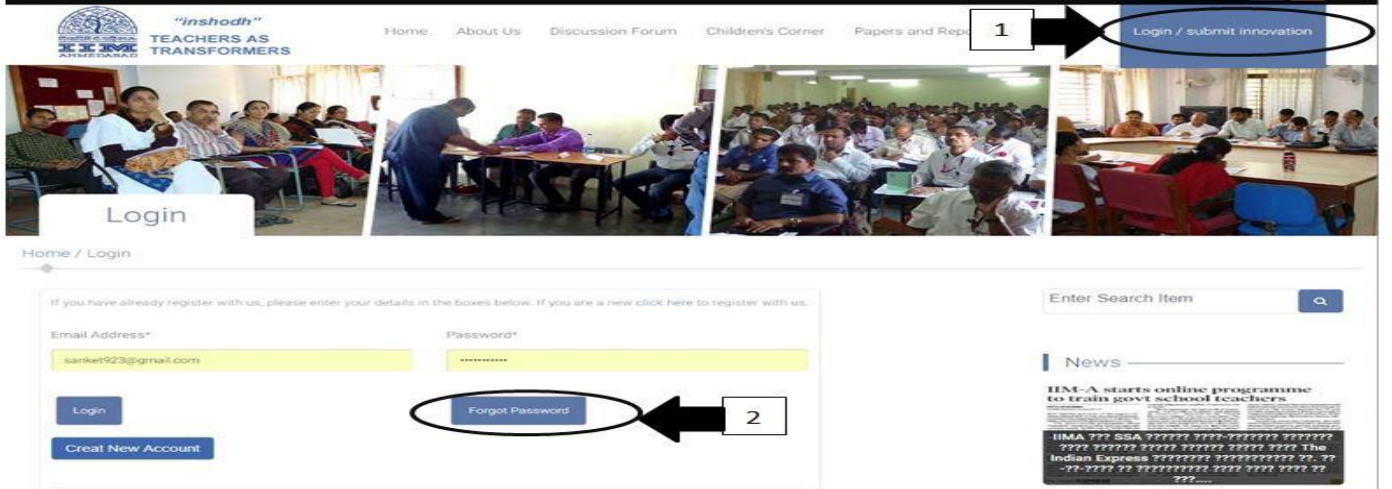 "inshodh"
TEACHERS AS
TRANSFORMERS
IIM
AHMEDABAD
Home About Us Discussion Forum Children's Corner Papers and Rep
1
Login / submit innovation
Login
Home / Login
If you have already register with us, please enter your details in the boxes below. If you are a new click here to register with us.
Email Address* Password*
sanket923@gmail.com ••••••••••
Login Forgot Password
2
Creat New Account
Enter Search Item
News
IIM-A starts online programme
to train govt school teachers
IIMA ??? SSA ?????? ????-??????? ???????
???? ?????? ????? ?????? ????? ???? The
Indian Express ???????? ??????????? ??. ??
-??-???? ?? ?????????? ???? ???? ???? ??
???....